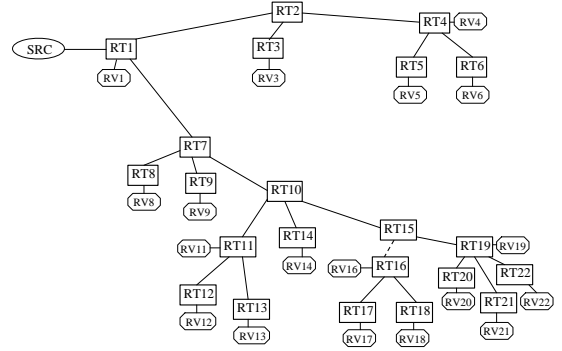 RT2
RT4
RV4
SRC
RT1
RT3
RV1
RV3
RT5
RT6
RV5
RV6
RT7
RT8
RT9
RV8
RV9
RT10
RT15
RT14
RV11
RT11
RT19
RV19
RV14
RV16
RT16
RT20
RT22
RT12
RT13
RV20
RT21
RV22
RV12
RV13
RT17
RT18
RV21
RV17
RV18